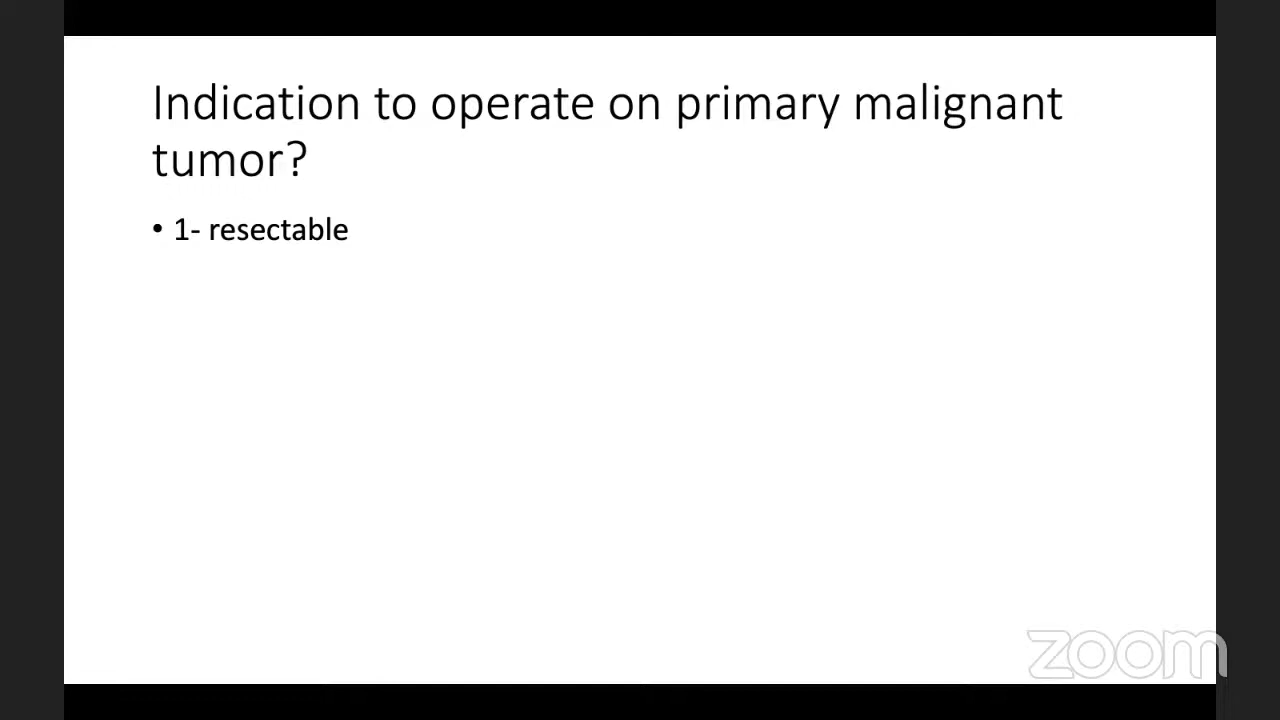 Indication to operate on primary malignant
tumor?
• 1- resectable
zoom